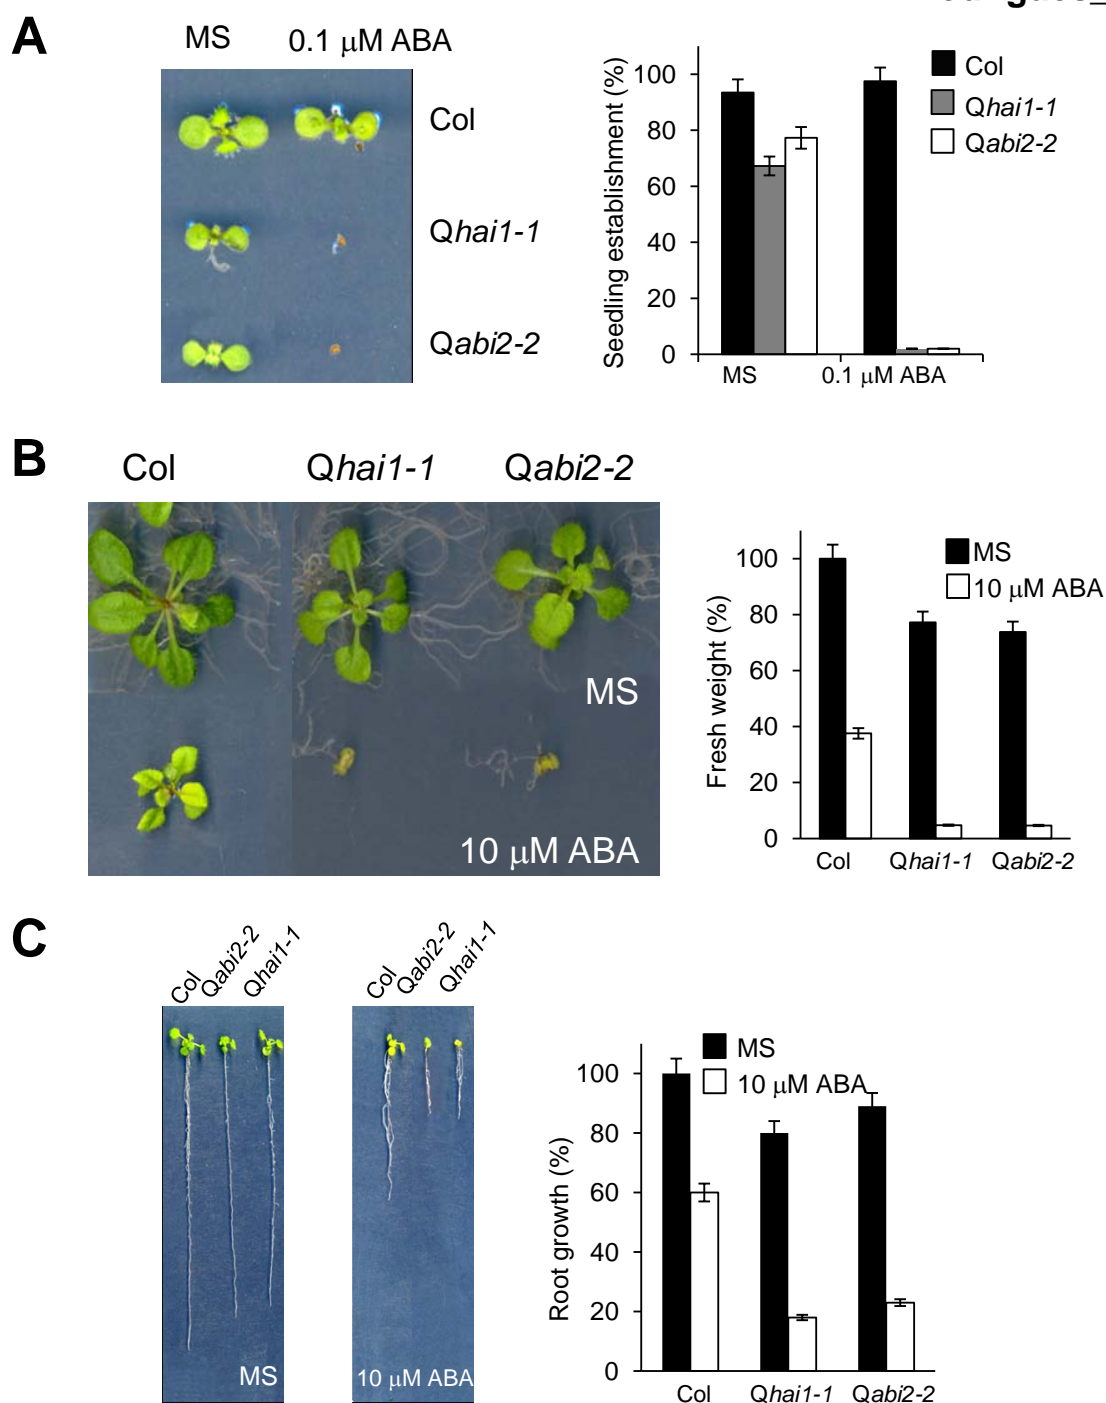 A
MS
0.1 μM ABA
Col
Qhai1-1
Qabi2-2
Seedling establishment (%)
100
80
60
40
20
0
MS
0.1 μM ABA
Col
Qhai1-1
Qabi2-2
B
Col
Qhai1-1
Qabi2-2
MS
10 μM ABA
Fresh weight (%)
100
80
60
40
20
0
Col
Qhai1-1
Qabi2-2
MS
10 μM ABA
C
Col
Qabi2-2
Qhai1-1
MS
Col
Qabi2-2
Qhai1-1
10 μM ABA
Root growth (%)
100
80
60
40
20
0
Col
Qhai1-1
Qabi2-2
MS
10 μM ABA